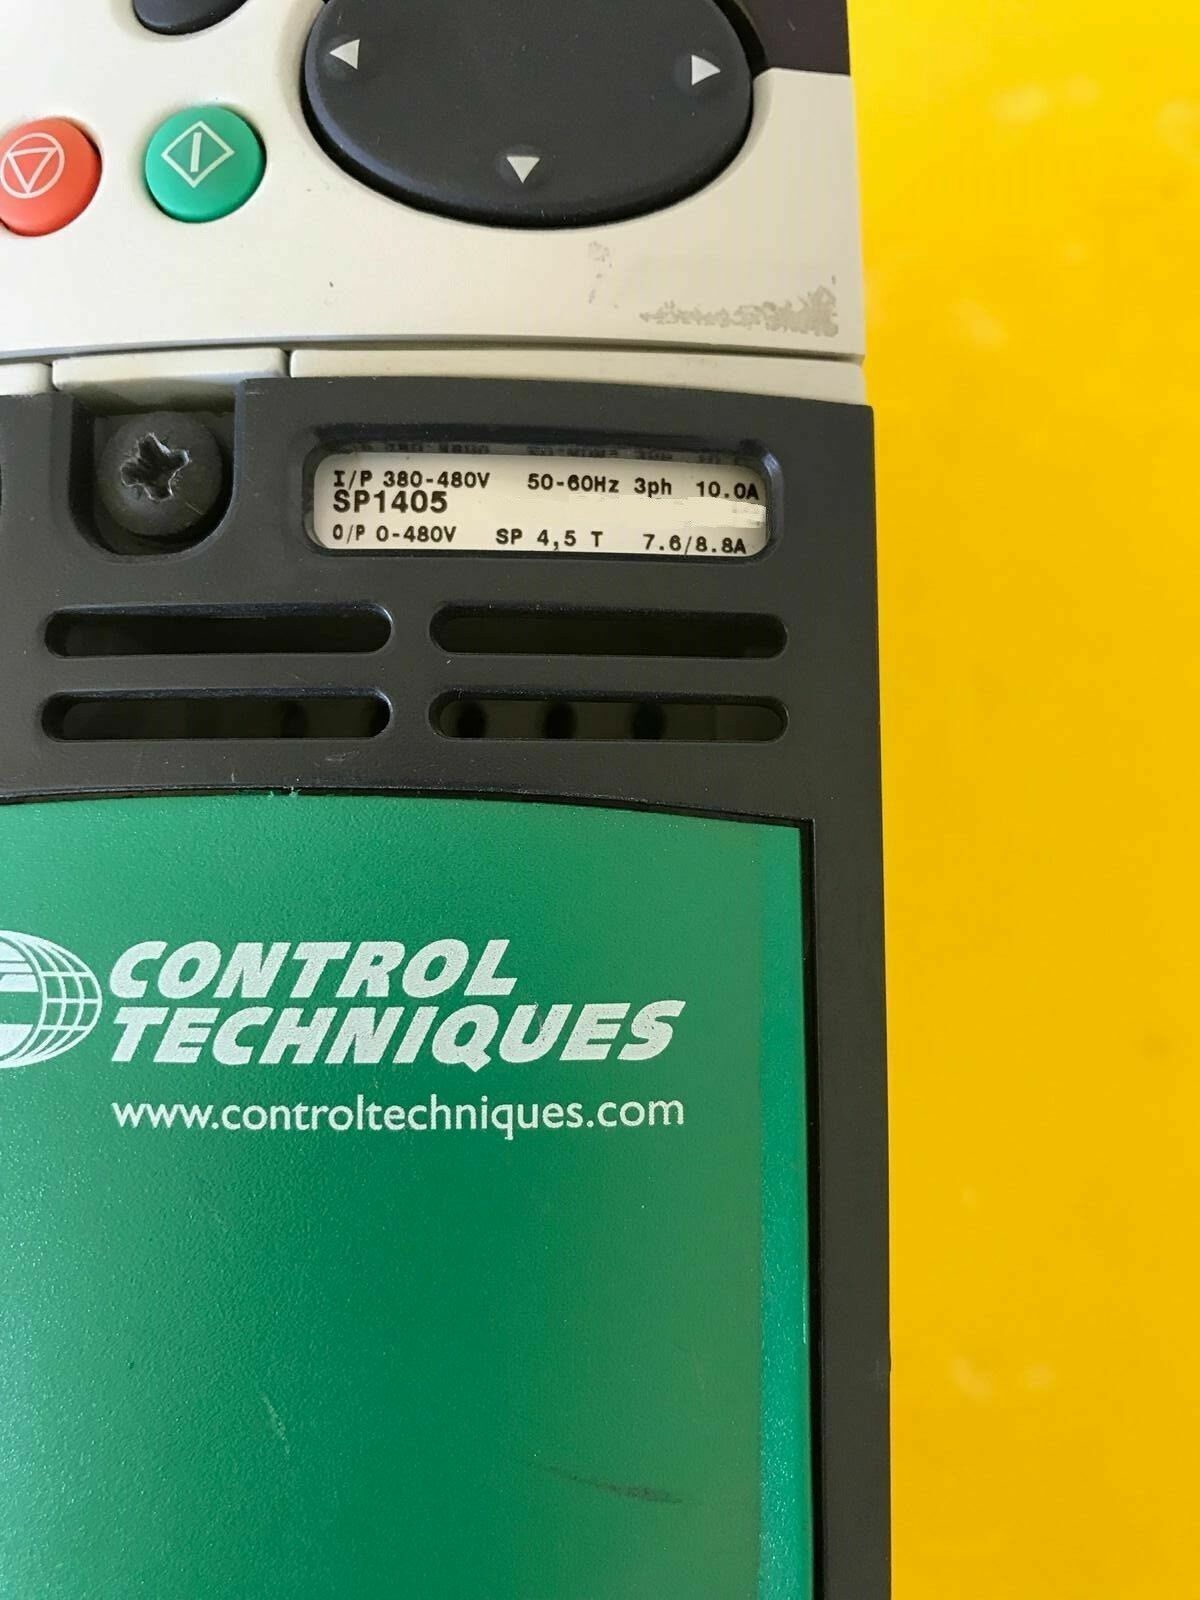 I/P 380-480V 50-60Hz 3ph 10.0A
SP1405
O/P 0-480V SP 4,5 T 7.6/8.8A
CONTROL
TECHNIQUES
www.controltechniques.com